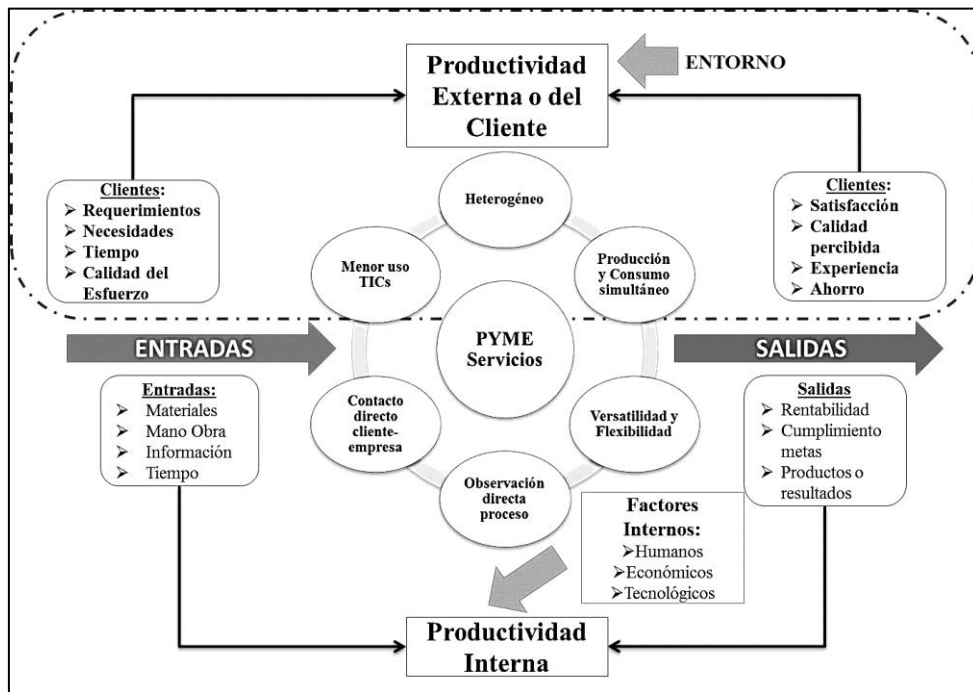 Productividad
Externa o del
Cliente
ENTORNO
Clientes:
Requerimientos
Necesidades
Tiempo
Calidad del
Esfuerzo
Heterogéneo
Menor uso
TICs
Producción
y Consumo
simultáneo
Clientes:
Satisfacción
Calidad
percibida
Experiencia
Ahorro
ENTRADAS
PYME
Servicios
SALIDAS
Entradas:
Materiales
Mano Obra
Información
Tiempo
Contacto
directo
cliente-
empresa
Versatilidad y
Flexibilidad
Salidas
Rentabilidad
Cumplimiento
metas
Productos o
resultados
Observación
directa
proceso
Factores
Internos:
Humanos
Económicos
Tecnológicos
Productividad
Interna